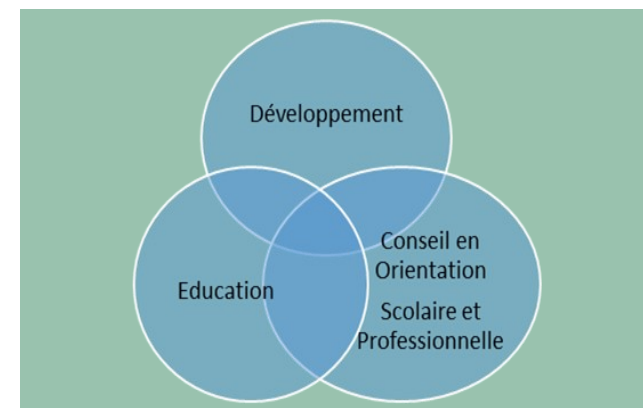 Développement
Education
Conseil en
Orientation
Scolaire et
Professionnelle